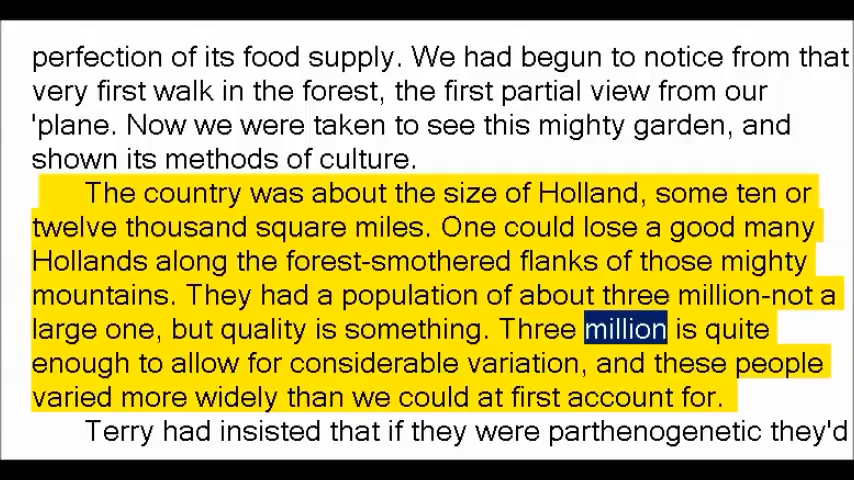 perfection of its food supply. We had begun to notice from that
very first walk in the forest, the first partial view from our
'plane. Now we were taken to see this mighty garden, and
shown its methods of culture.
The country was about the size of Holland, some ten or
twelve thousand square miles. One could lose a good many
Hollands along the forest-smothered flanks of those mighty
mountains. They had a population of about three million-not a
large one, but quality is something. Three million is quite
enough to allow for considerable variation, and these people
varied more widely than we could at first account for.
Terry had insisted that if they were parthenogenetic they'd